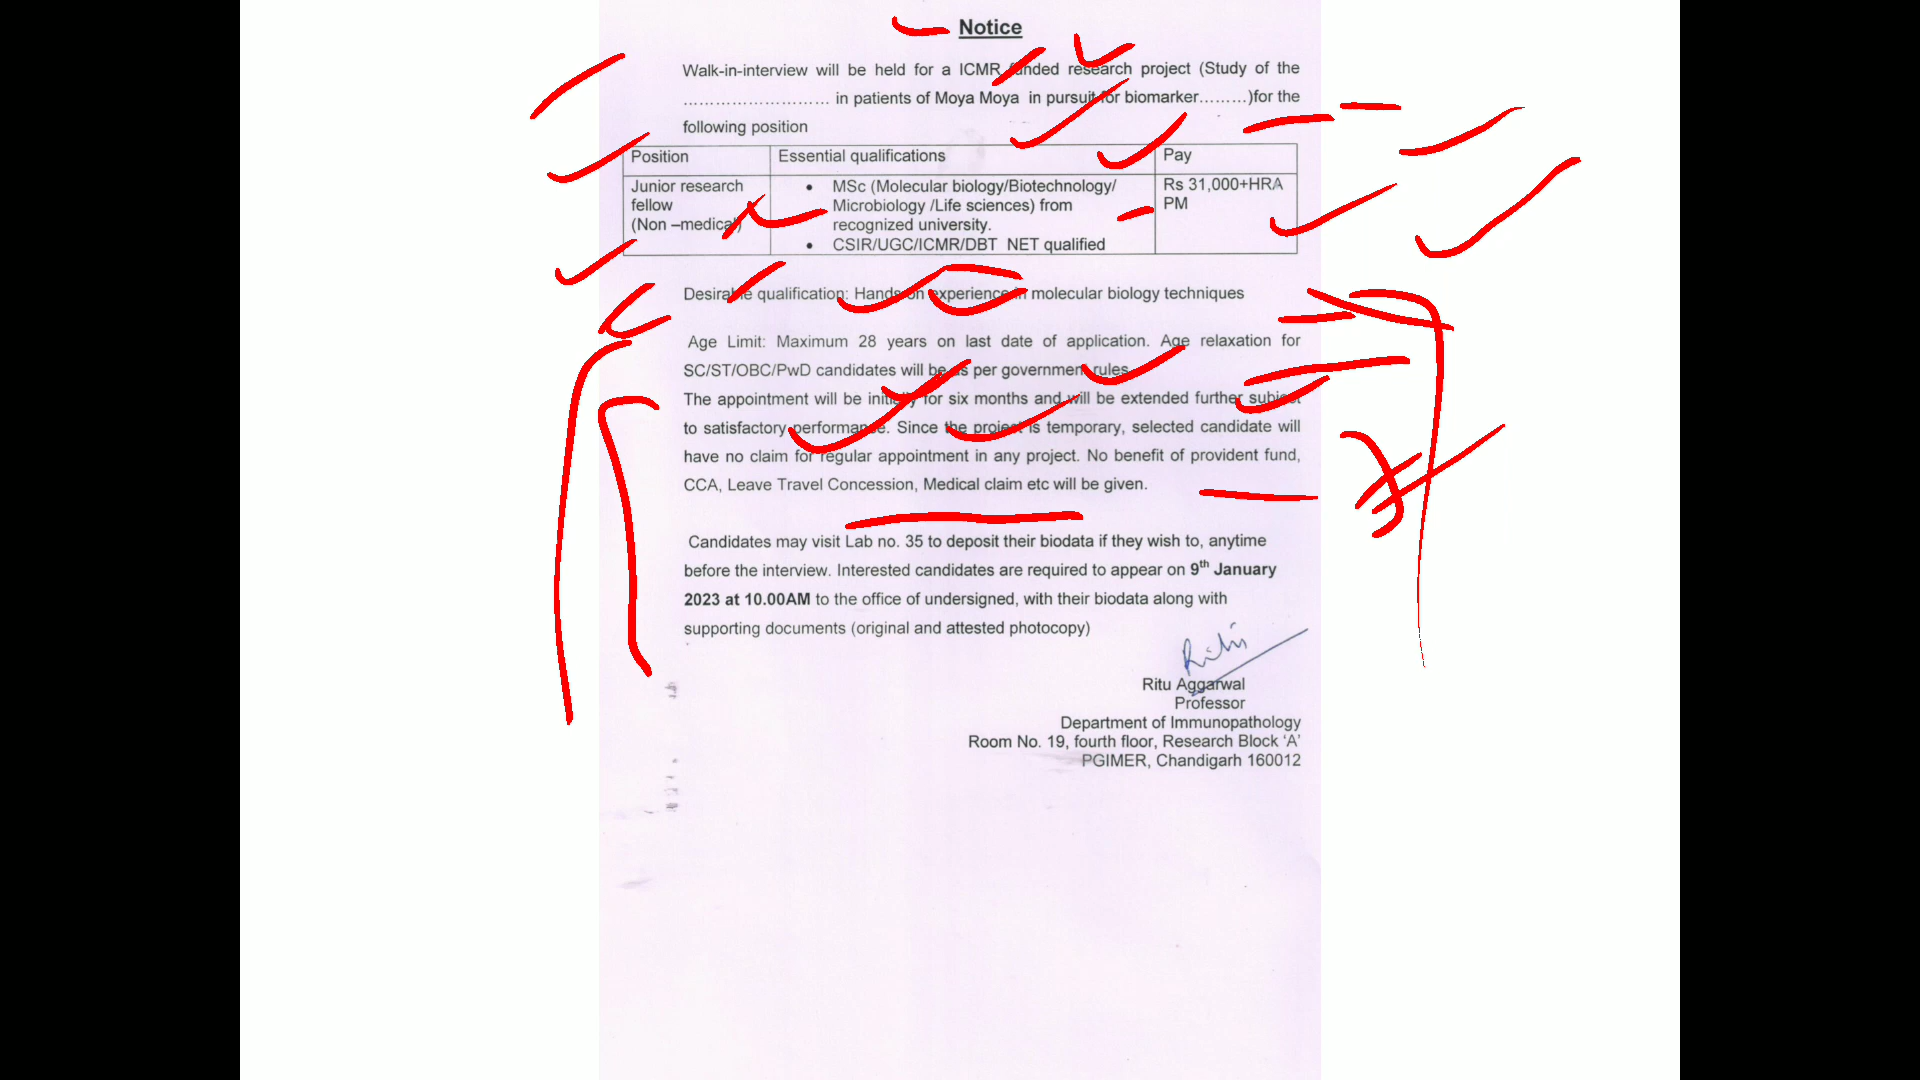 Notice
Walk-in-interview will be held for a ICMR funded research project (Study of the
........................... in patients of Moya Moya in pursuit for biomarker.........)for the
following position
Position Essential qualifications Pay
Junior research fellow (Non –medical)
• MSc (Molecular biology/Biotechnology/
Microbiology /Life sciences) from
recognized university.
• CSIR/UGC/ICMR/DBT NET qualified
Rs 31,000+HRA
PM
Desirable qualification: Hands on experience in molecular biology techniques
Age Limit: Maximum 28 years on last date of application. Age relaxation for
SC/ST/OBC/PwD candidates will be as per government rules.
The appointment will be initially for six months and will be extended further subject
to satisfactory performance. Since the project is temporary, selected candidate will
have no claim for regular appointment in any project. No benefit of provident fund,
CCA, Leave Travel Concession, Medical claim etc will be given.
Candidates may visit Lab no. 35 to deposit their biodata if they wish to, anytime
before the interview. Interested candidates are required to appear on 9th January
2023 at 10.00AM to the office of undersigned, with their biodata along with
supporting documents (original and attested photocopy)
Ritu
Ritu Aggarwal
Professor
Department of Immunopathology
Room No. 19, fourth floor, Research Block ‘A’
PGIMER, Chandigarh 160012